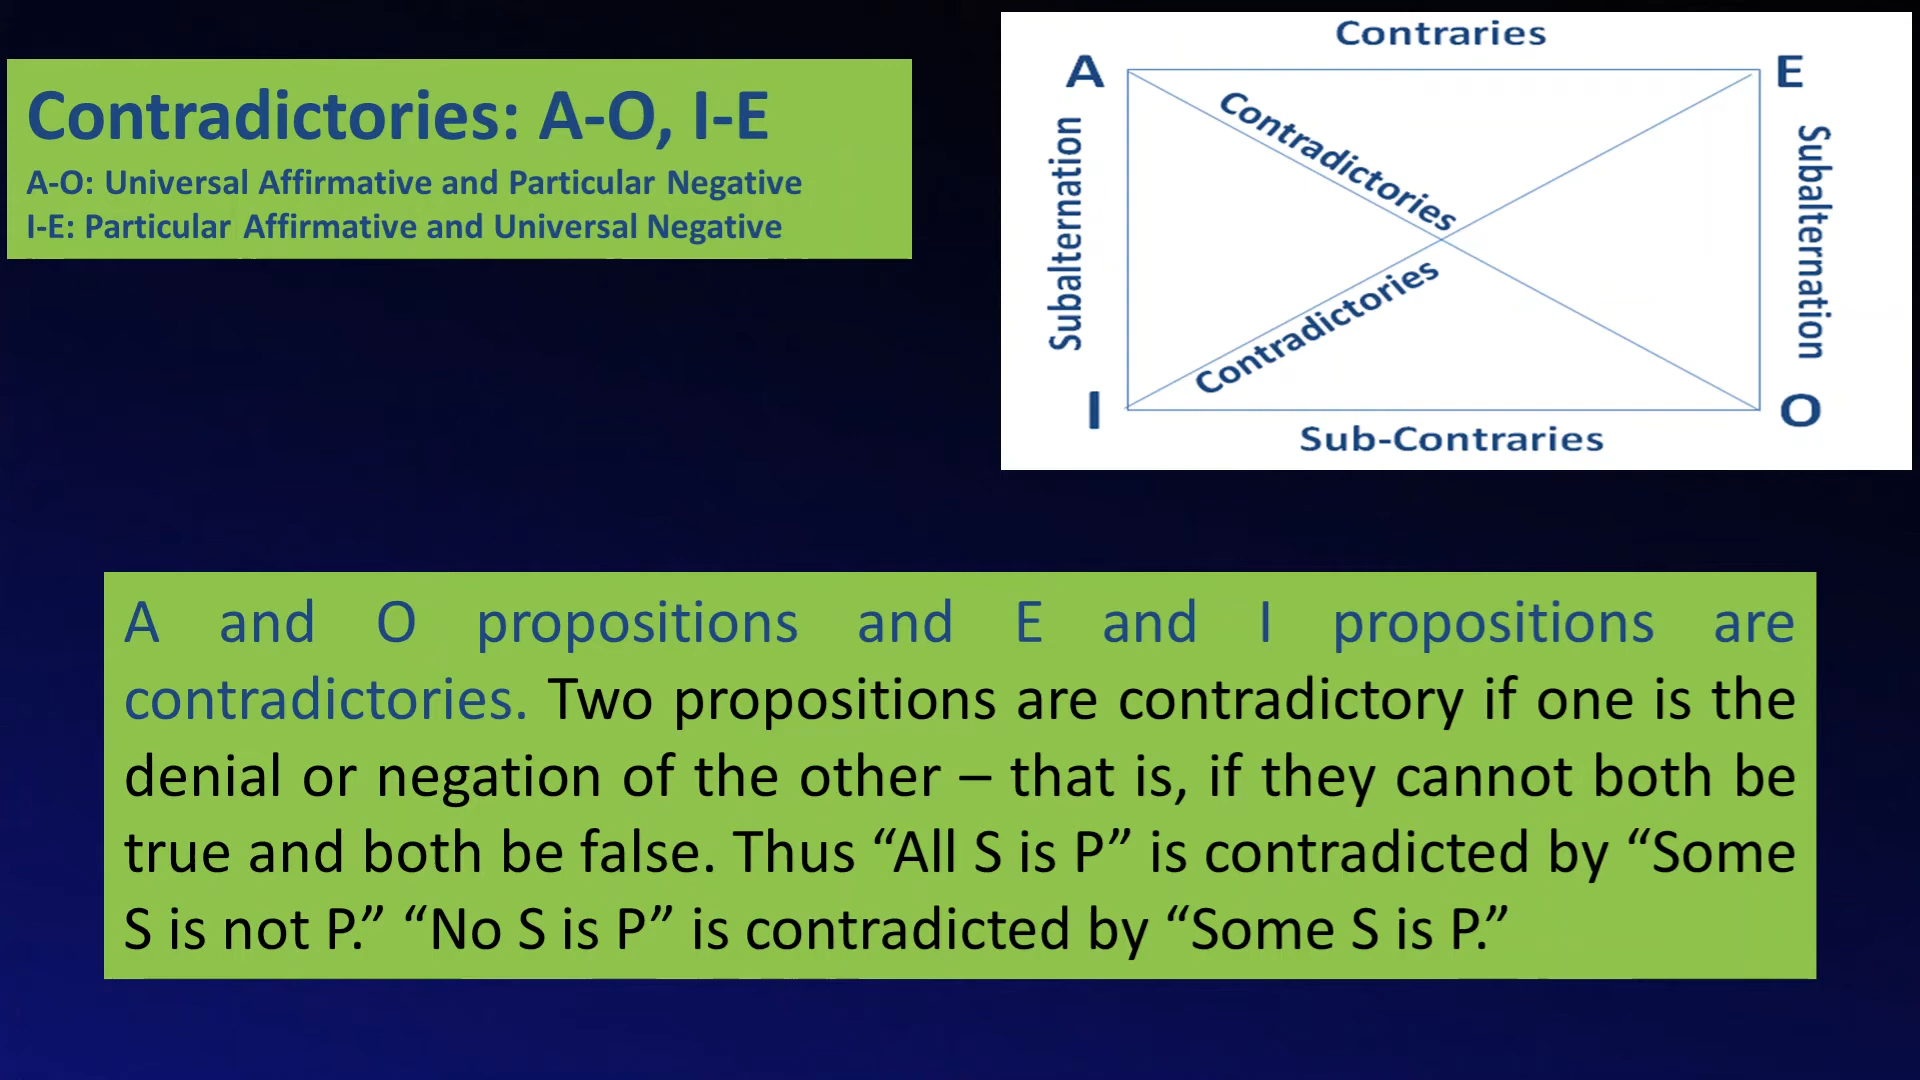 Contradictories: A-O, I-E
A-O: Universal Affirmative and Particular Negative
I-E: Particular Affirmative and Universal Negative
Contraries
A
E
Contradictories
Subalternation
Subalternation
Contradictories
I
O
Sub-Contraries
A and O propositions and E and I propositions are
contradictories. Two propositions are contradictory if one is the
denial or negation of the other – that is, if they cannot both be
true and both be false. Thus “All S is P” is contradicted by “Some
S is not P.” “No S is P” is contradicted by “Some S is P.”